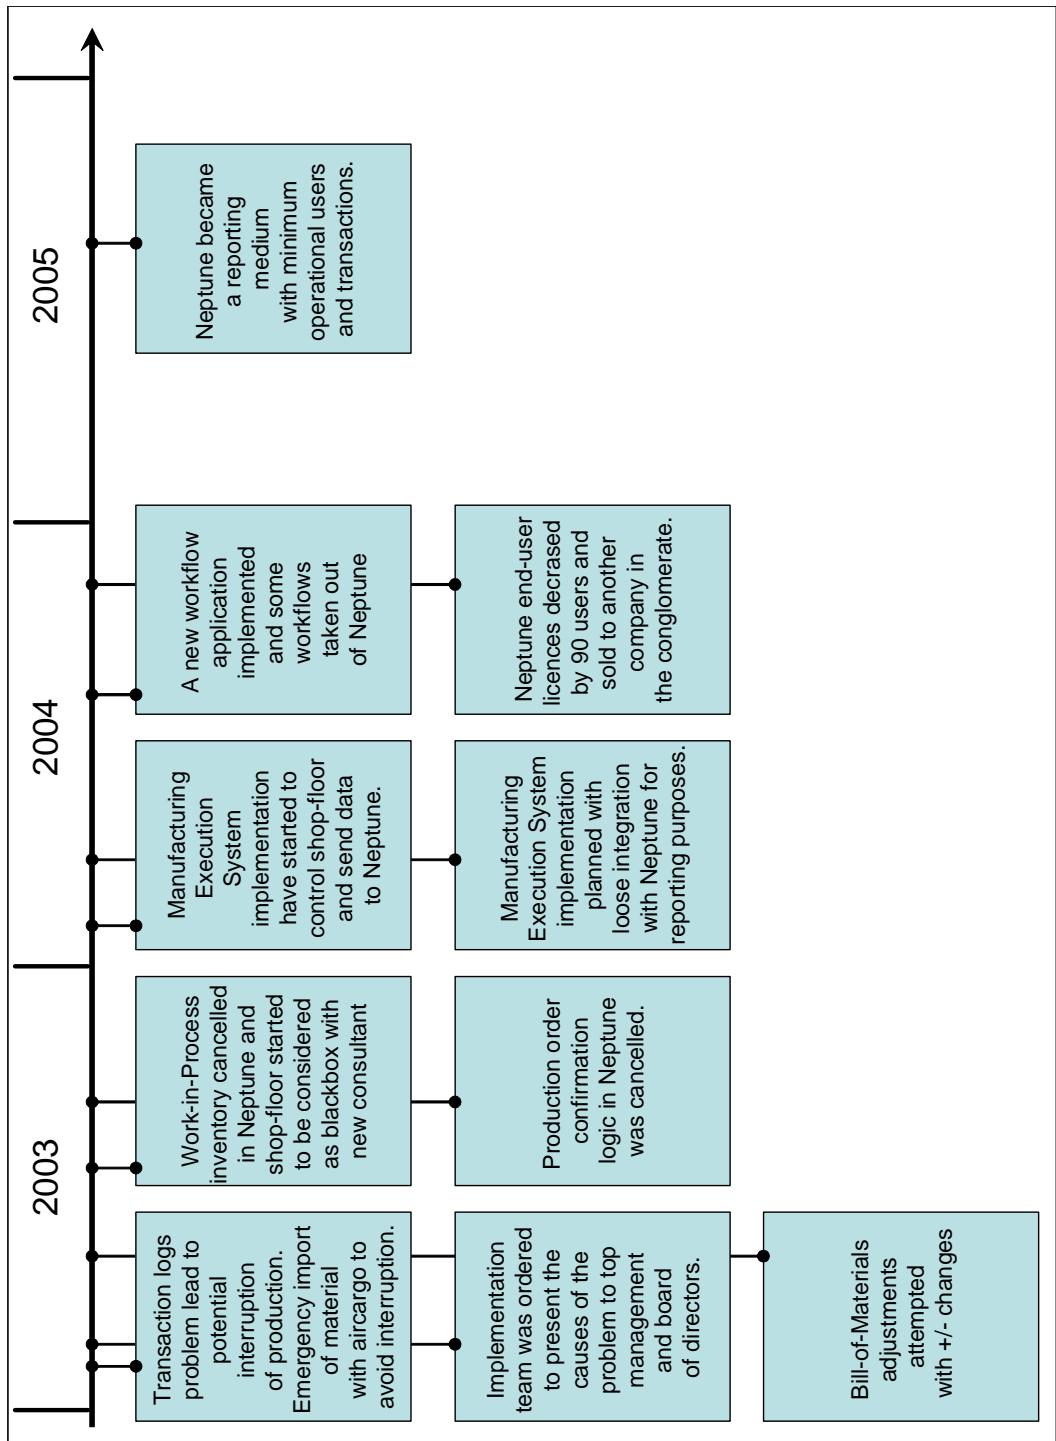 2003
2004
2005
Transaction logs
problem lead to
potential
interruption
of production.
Emergency import
of material
with aircargo to
avoid interruption.
Work-in-Process
inventory cancelled
in Neptune and
shop-floor started
to be considered
as blackbox with
new consultant
Manufacturing
Execution
System
implementation
have started to
control shop-floor
and send data
to Neptune.
A new workflow
application
implemented
and some
workflows
taken out
of Neptune
Neptune became
a reporting
medium
with minimum
operational users
and transactions.
Implementation
team was ordered
to present the
causes of the
problem to top
management
and board
of directors.
Production order
confirmation
logic in Neptune
was cancelled.
Manufacturing
Execution System
implementation
planned with
loose integration
with Neptune for
reporting purposes.
Neptune end-user
licences decrased
by 90 users and
sold to another
company in
the conglomerate.
Bill-of-Materials
adjustments
attempted
with +/- changes